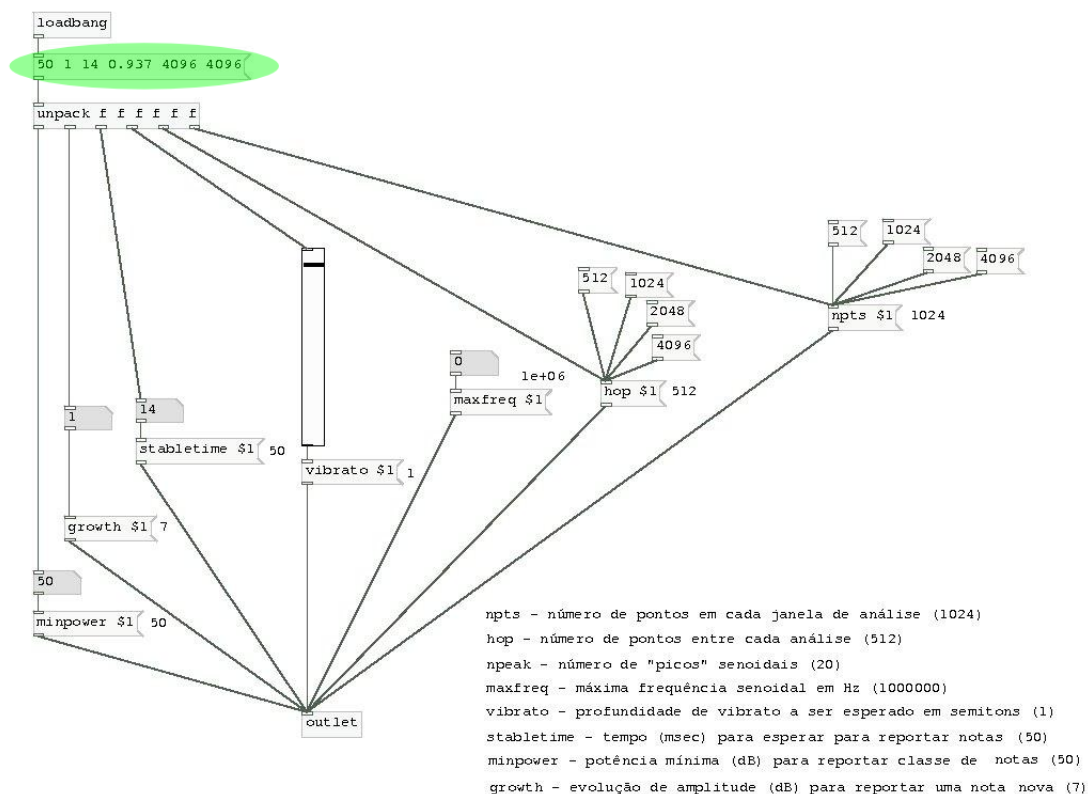 loadbang
50 1 14 0.937 4096 4096
unpack f f f f f f
512
1024
2048
4096
npts $1
1024
512
1024
2048
4096
hop $1
512
0
1e+06
maxfreq $1
14
stabletime $1
50
1
vibrato $1
1
growth $1
7
50
minpower $1
50
outlet
npts - número de pontos em cada janela de análise (1024)
hop - número de pontos entre cada análise (512)
npeak - número de "picos" senoidais (20)
maxfreq - máxima frequência senoidal em Hz (1000000)
vibrato - profundidade de vibrato a ser esperado em semitons (1)
stabletime - tempo (msec) para esperar para reportar notas (50)
minpower - potência mínima (dB) para reportar classe de notas (50)
growth - evolução de amplitude (dB) para reportar uma nota nova (7)